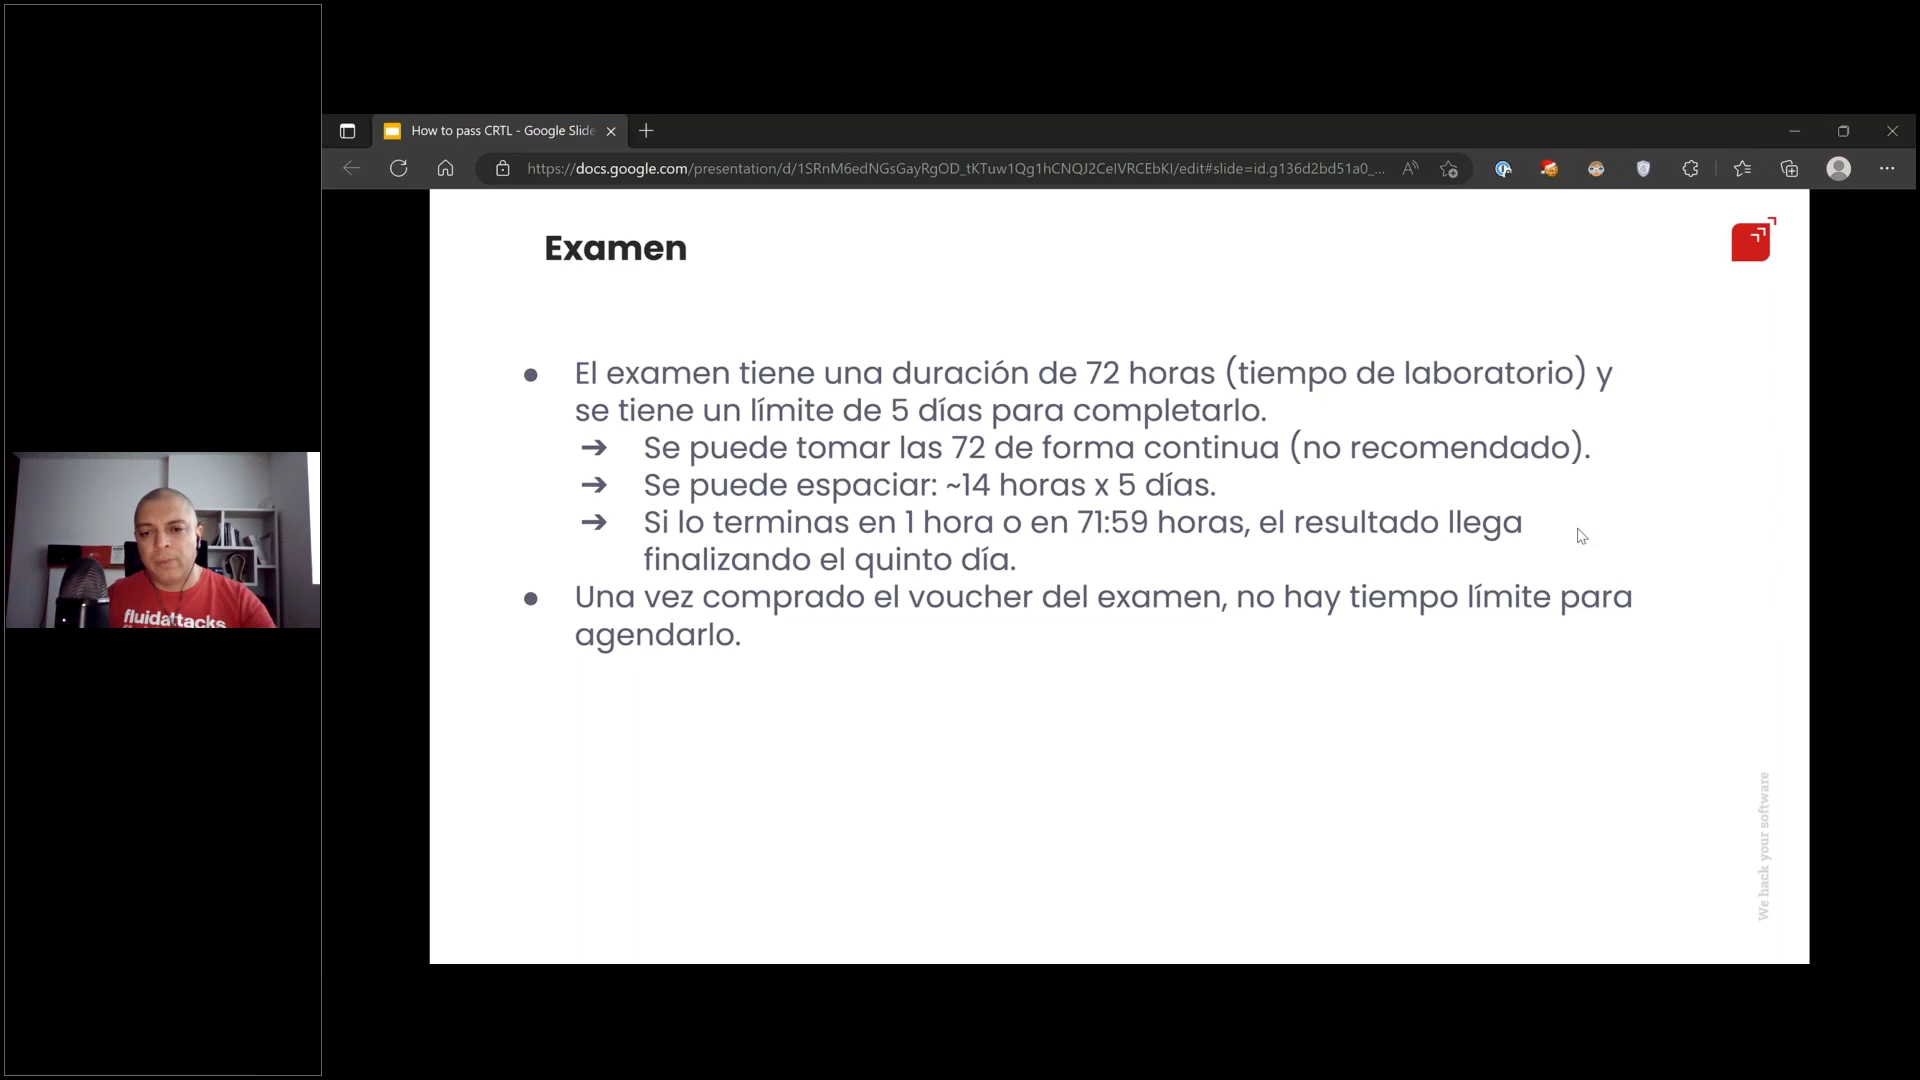 How to pass CRTL - Google Slide
https://docs.google.com/presentation/d/1SRnM6edNGsGayRgOD_tKTuw1Qg1hCNQJ2CeIVRCEbKI/edit#slide=id.g136d2bd51a0_...
Examen
● El examen tiene una duración de 72 horas (tiempo de laboratorio) y
se tiene un límite de 5 días para completarlo.
➔ Se puede tomar las 72 de forma continua (no recomendado).
➔ Se puede espaciar: ~14 horas x 5 días.
➔ Si lo terminas en 1 hora o en 71:59 horas, el resultado llega
finalizando el quinto día.
● Una vez comprado el voucher del examen, no hay tiempo límite para
agendarlo.
We hack your software
fluidattacks